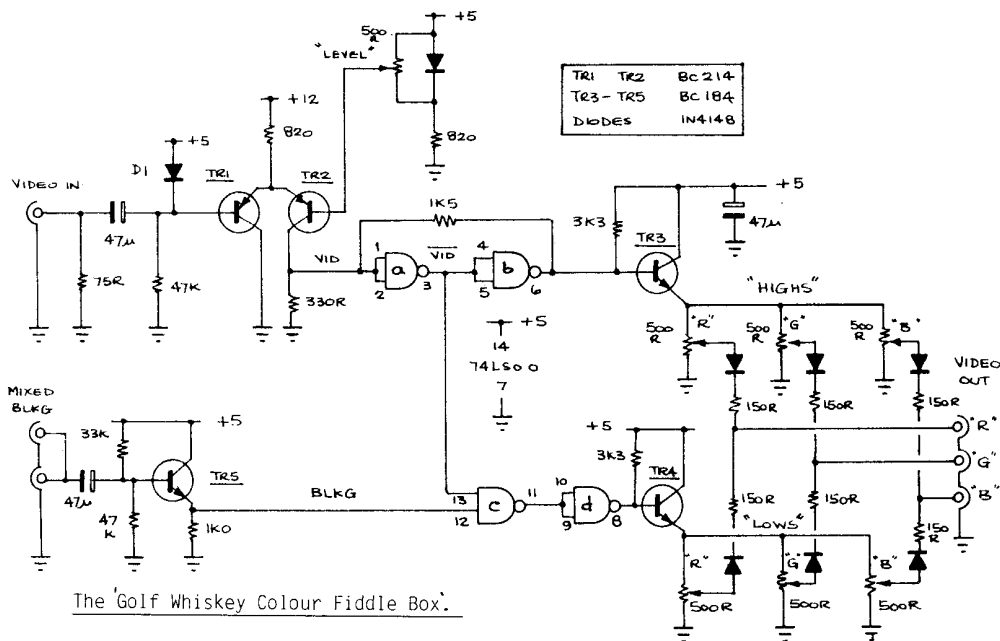 +5
500
R
"LEVEL"
+12
820
820
TR1 TR2 BC214
TR3-TR5 BC184
DIODES IN4148
+5
D1
VIDEO IN
TR1
TR2
47µ
75R
47K
330R
VID
1K5
1
2
a
3
VID
4
5
b
6
3K3
TR3
+5
47µ
"HIGHS"
+5
14
74LS00
7
500
R
"R"
500
R
"G"
500
R
"B"
VIDEO
OUT
150R
150R
150R
"R"
"G"
"B"
MIXED
BLKG
33K
+5
TR5
47µ
47
K
1K0
BLKG
13
12
c
11
10
9
d
8
+5
3K3
TR4
150R
150R
150
R
"LOWS"
"R"
"G"
"B"
500R
500R
500R
The 'Golf Whiskey Colour Fiddle Box'.